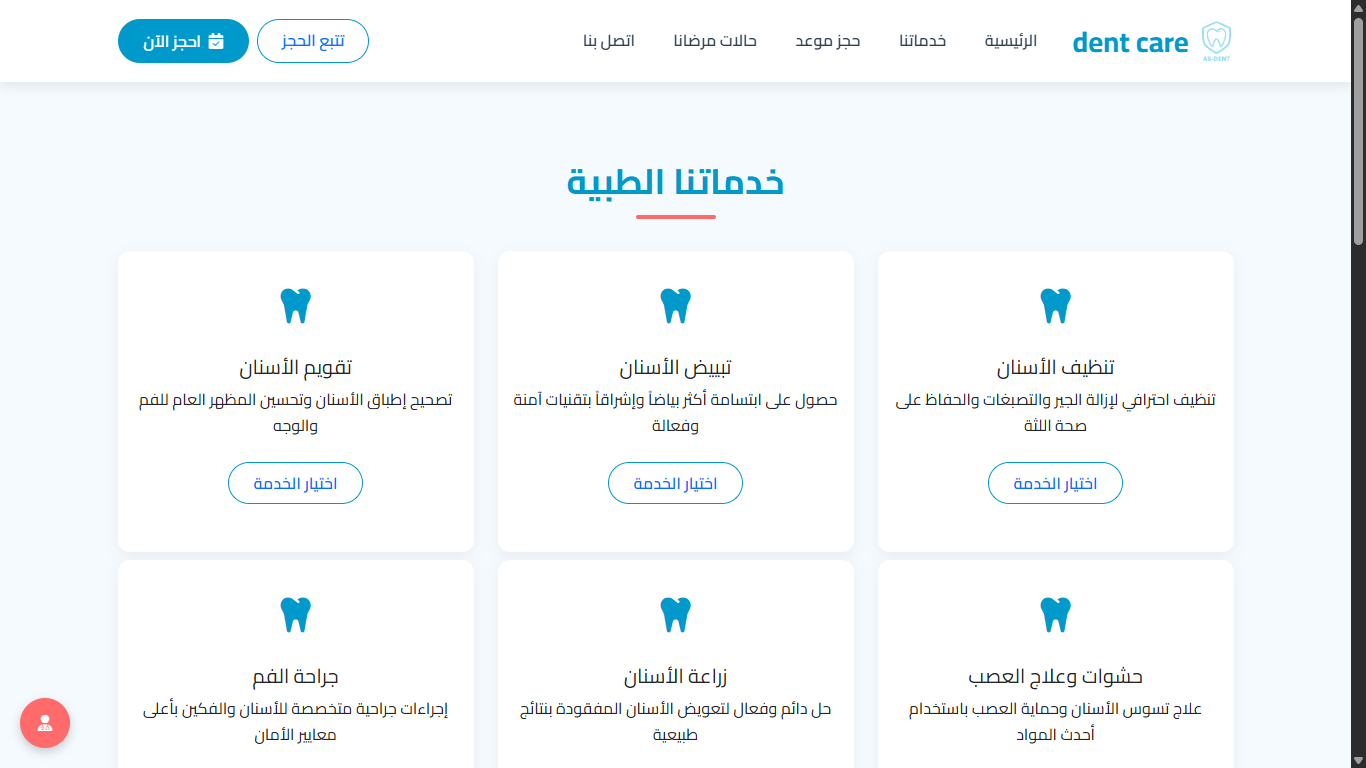 dent care
AS-DENT
الرئيسية
خدماتنا
حجز موعد
حالات مرضانا
اتصل بنا
تتبع الحجز
احجز الآن
خدماتنا الطبية
تنظيف الأسنان
تنظيف احترافي لإزالة الجير والتصبغات والحفاظ على
صحة اللثة
اختيار الخدمة
تبييض الأسنان
حصول على ابتسامة أكثر بياضاً وإشراقاً بتقنيات آمنة
وفعالة
اختيار الخدمة
تقويم الأسنان
تصحيح إطباق الأسنان وتحسين المظهر العام للفم
والوجه
اختيار الخدمة
حشوات وعلاج العصب
علاج تسوس الأسنان وحماية العصب باستخدام
أحدث المواد
زراعة الأسنان
حل دائم وفعال لتعويض الأسنان المفقودة بنتائج
طبيعية
جراحة الفم
إجراءات جراحية متخصصة للأسنان والفكين بأعلى
معايير الأمان